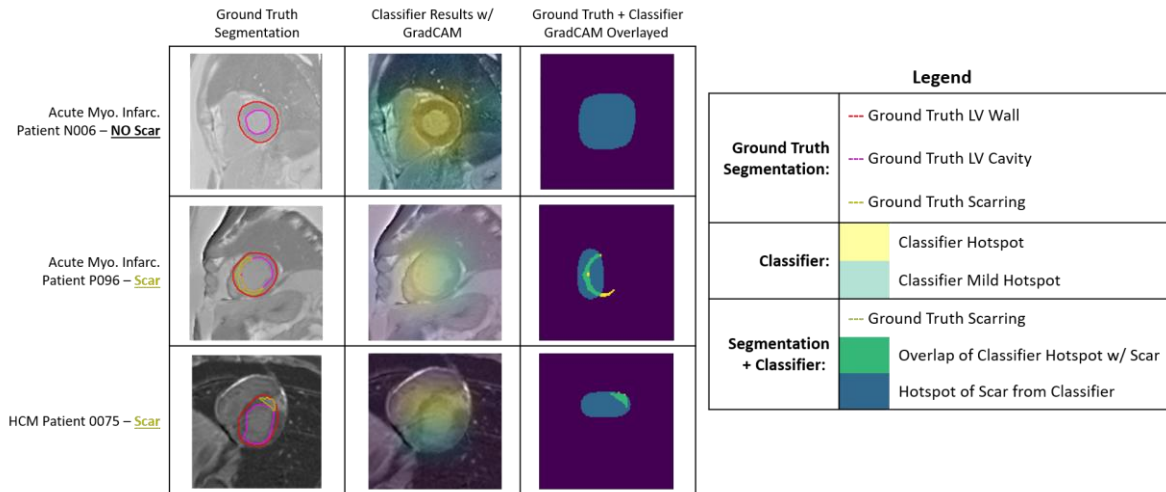 Ground Truth
Segmentation
Classifier Results w/
GradCAM
Ground Truth + Classifier
GradCAM Overlayed
Acute Myo. Infarc.
Patient N006 – NO Scar
Acute Myo. Infarc.
Patient P096 – Scar
HCM Patient 0075 – Scar
Legend
Ground Truth
Segmentation:
--- Ground Truth LV Wall
--- Ground Truth LV Cavity
--- Ground Truth Scarring
Classifier:
Classifier Hotspot
Classifier Mild Hotspot
Segmentation
+ Classifier:
--- Ground Truth Scarring
Overlap of Classifier Hotspot w/ Scar
Hotspot of Scar from Classifier